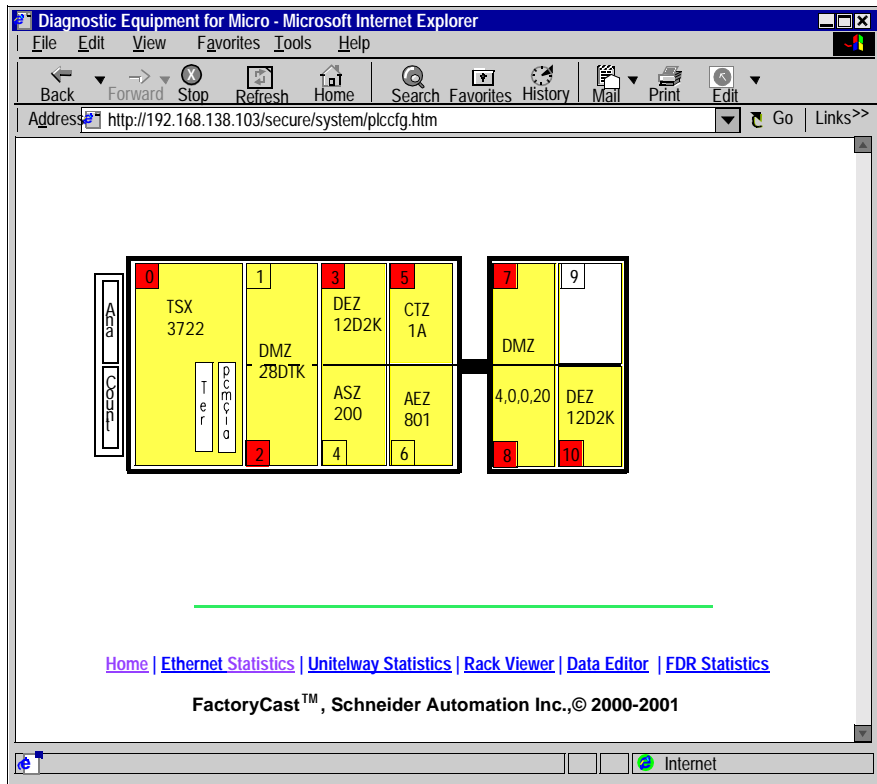 Diagnostic Equipment for Micro - Microsoft Internet Explorer
File Edit View Favorites Tools Help
Back Forward Stop Refresh Home Search Favorites History Mail Print Edit
Address http://192.168.138.103/secure/system/plccfg.htm Go Links>>
Ana
Count
0
TSX
3722
Ter
pcmçıa
1
DMZ
28DTK
2
3
DEZ
12D2K
ASZ
200
4
5
CTZ
1A
AEZ
801
6
7
DMZ
4,0,0,20
8
9
DEZ
12D2K
10
Home | Ethernet Statistics | Unitelway Statistics | Rack Viewer | Data Editor | FDR Statistics
FactoryCast™, Schneider Automation Inc.,© 2000-2001
Internet